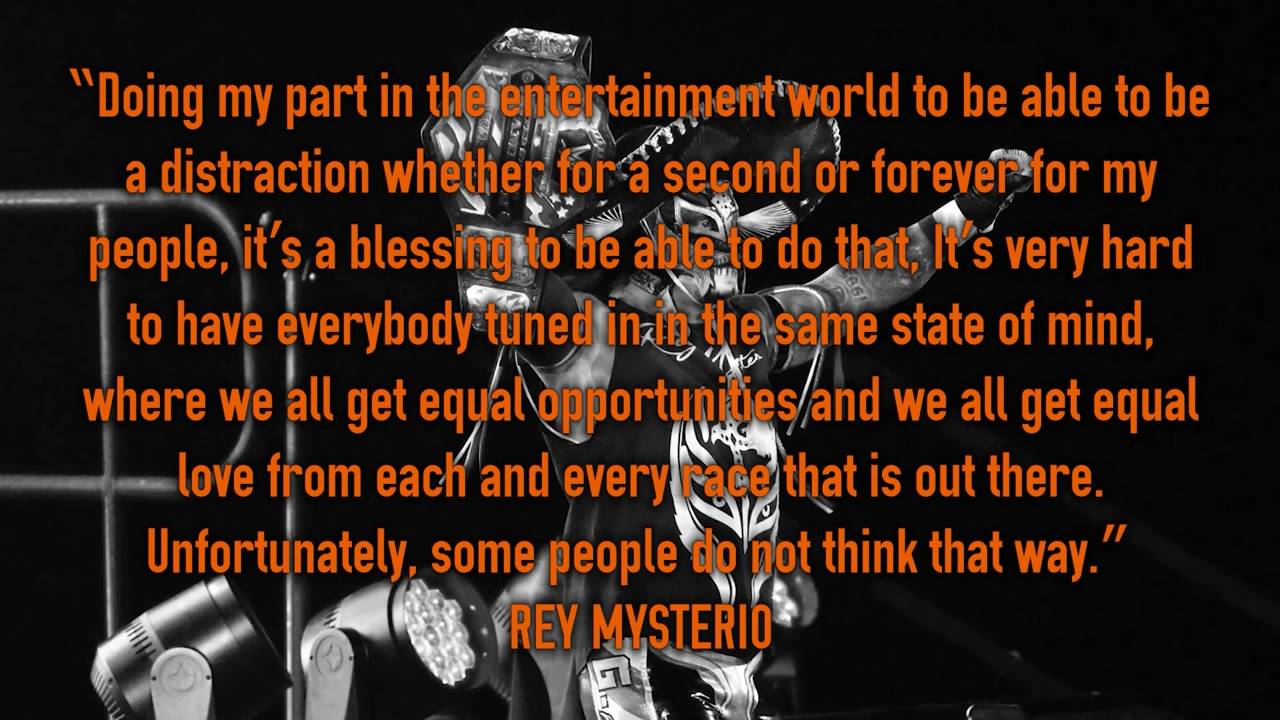 “Doing my part in the entertainment world to be able to be
a distraction whether for a second or forever for my
people, it’s a blessing to be able to do that, It’s very hard
to have everybody tuned in in the same state of mind,
where we all get equal opportunities and we all get equal
love from each and every race that is out there.
Unfortunately, some people do not think that way.”
REY MYSTERIO